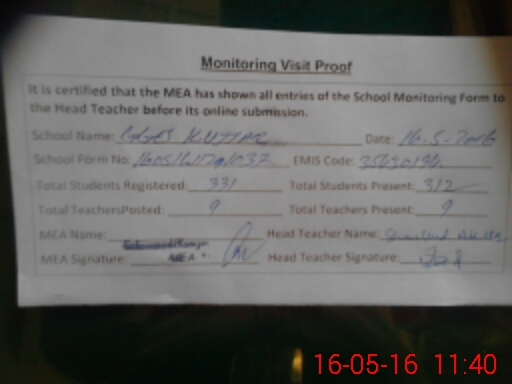 Monitoring Visit Proof
It is certified that the MEA has shown all entries of the School Monitoring Form to
the Head Teacher before its online submission.
School Name: Date: 16-5-2016
School Form No: EMIS Code:
Total Students Registered: 331 Total Students Present: 312
Total TeachersPosted: 9 Total Teachers Present: 9
MEA Name: Head Teacher Name:
MEA Signature: MEA Head Teacher Signature:
16-05-16 11:40